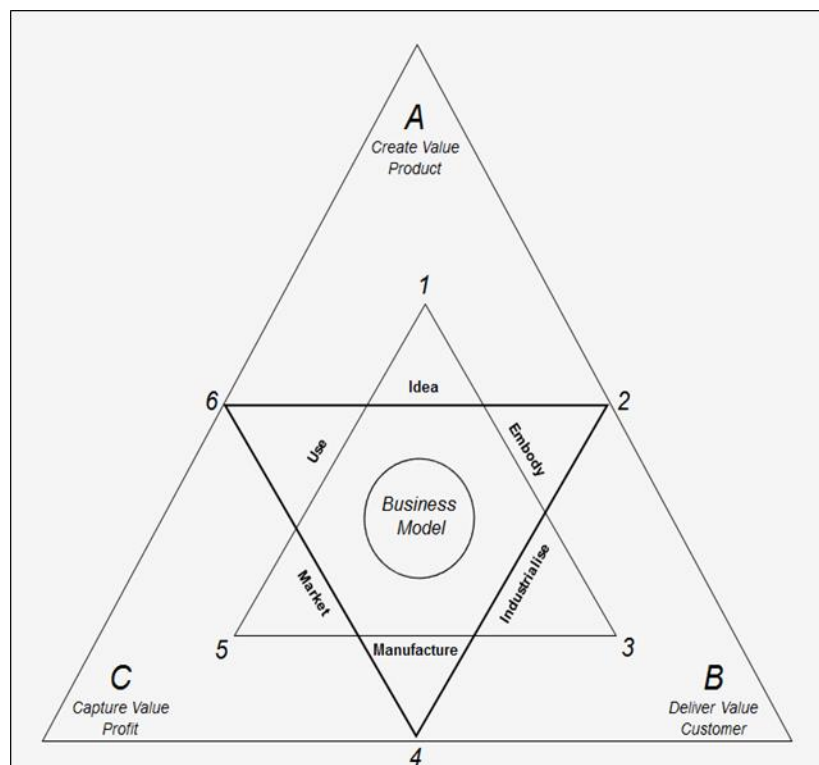 A
Create Value
Product
1
6
Idea
2
Use
Embody
Business
Model
Market
Industrialise
5
Manufacture
3
C
Capture Value
Profit
B
Deliver Value
Customer
4